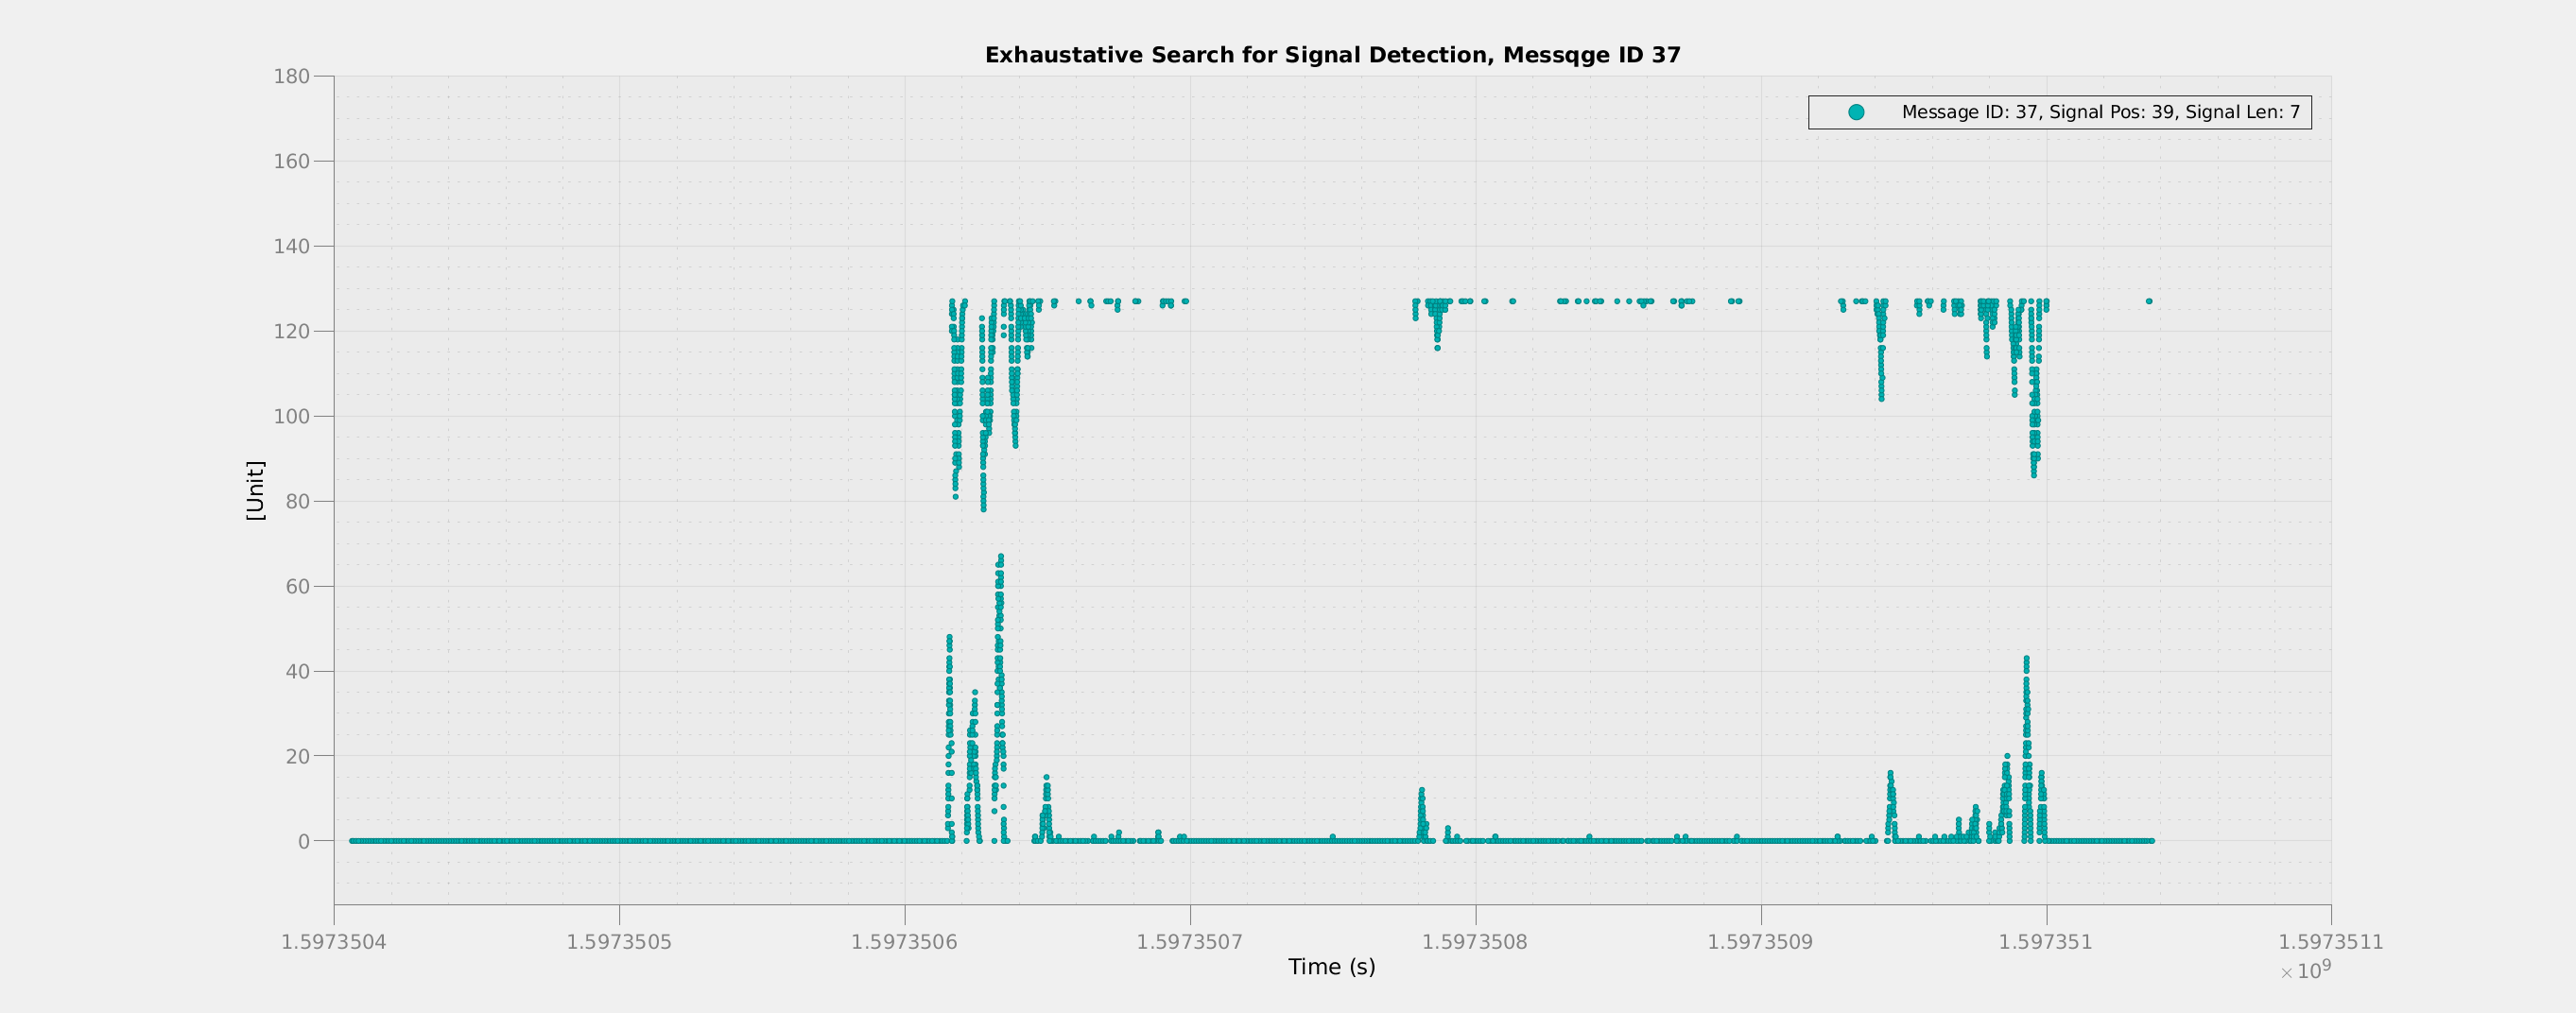 Exhaustative Search for Signal Detection, Messqge ID 37
Message ID: 37, Signal Pos: 39, Signal Len: 7
180
160
140
120
100
80
60
40
20
0
[Unit]
1.5973504 1.5973505 1.5973506 1.5973507 1.5973508 1.5973509 1.597351 1.5973511
Time (s)
× 10⁹